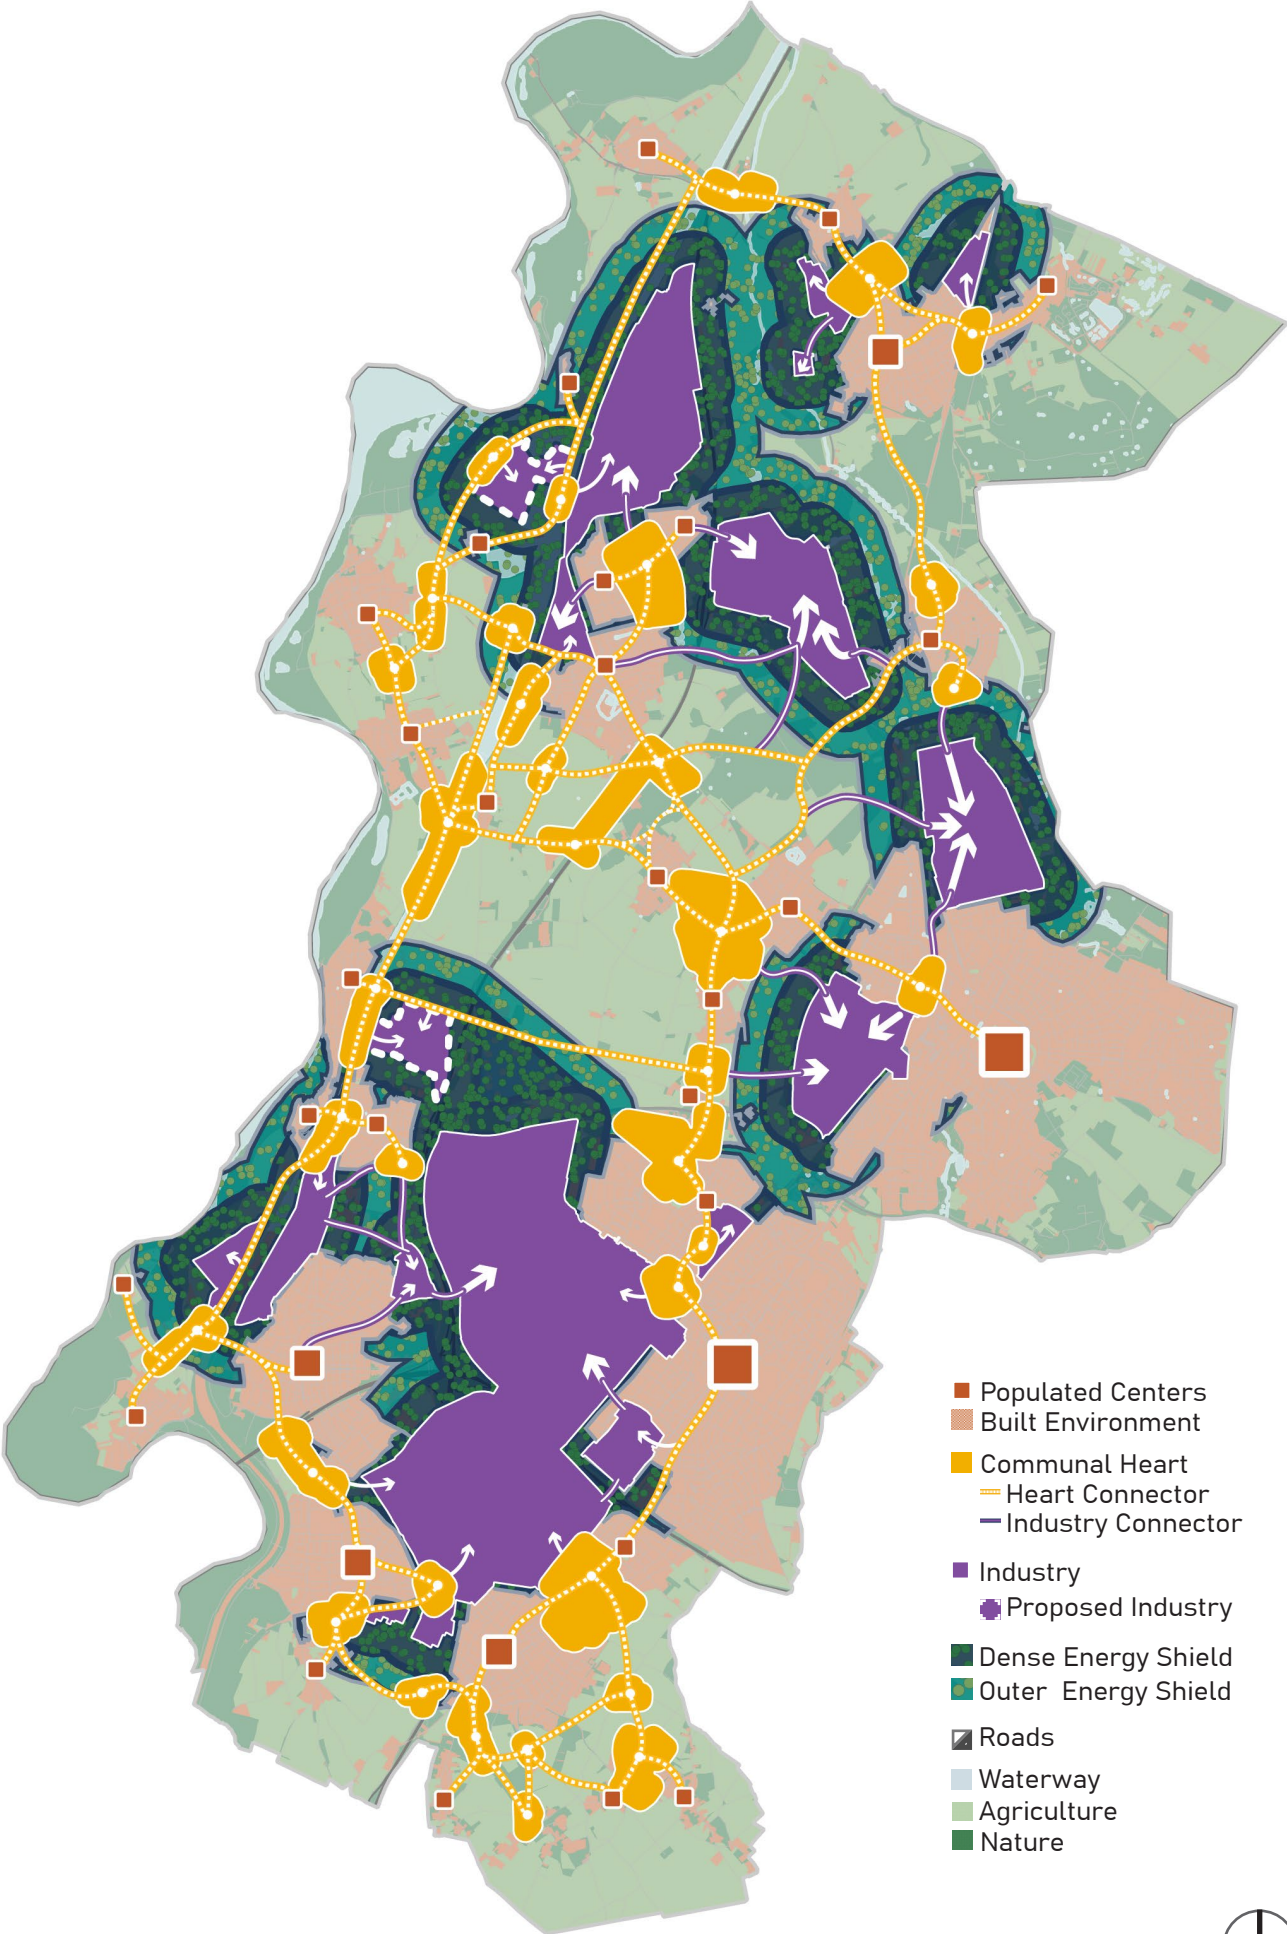 Populated Centers
Built Environment
Communal Heart
Heart Connector
Industry Connector
Industry
Proposed Industry
Dense Energy Shield
Outer Energy Shield
Roads
Waterway
Agriculture
Nature